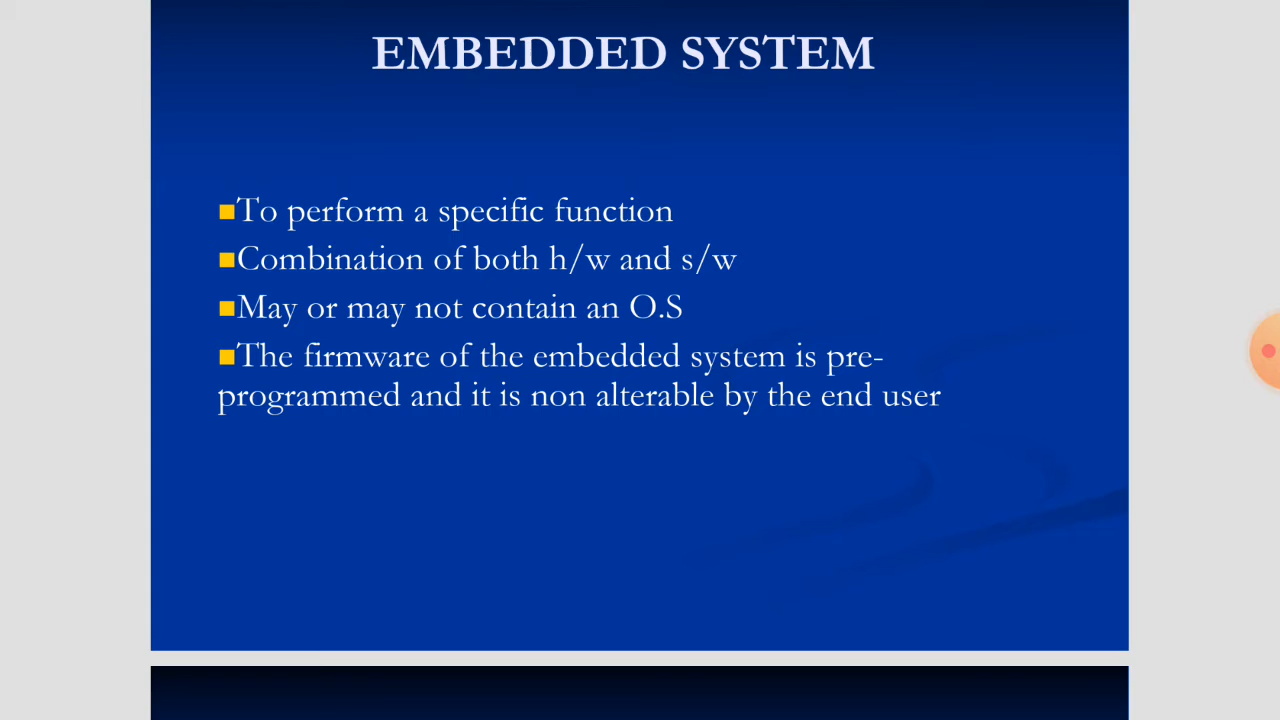 EMBEDDED SYSTEM
■To perform a specific function
■Combination of both h/w and s/w
■May or may not contain an O.S
■The firmware of the embedded system is pre-
programmed and it is non alterable by the end user